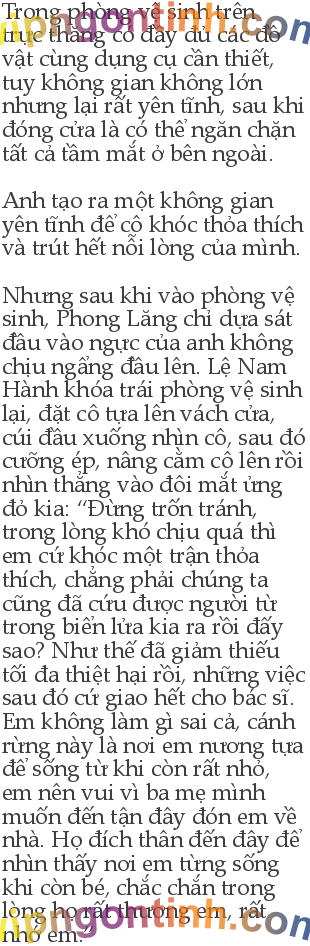 Trong phòng vệ sinh trên
trực thăng có đầy đủ các đồ
vật cùng dụng cụ cần thiết,
tuy không gian không lớn
nhưng lại rất yên tĩnh, sau khi
đóng cửa là có thể ngăn chặn
tất cả tầm mắt ở bên ngoài.
Anh tạo ra một không gian
yên tĩnh để cô khóc thỏa thích
và trút hết nỗi lòng của mình.
Nhưng sau khi vào phòng vệ
sinh, Phong Lăng chỉ dựa sát
đầu vào ngực của anh không
chịu ngẩng đầu lên. Lệ Nam
Hành khóa trái phòng vệ sinh
lại, đặt cô tựa lên vách cửa,
cúi đầu xuống nhìn cô, sau đó
cưỡng ép, nâng cằm cô lên rồi
nhìn thẳng vào đôi mắt ửng
đỏ kia: “Đừng trốn tránh,
trong lòng khó chịu quá thì
em cứ khóc một trận thỏa
thích, chẳng phải chúng ta
cũng đã cứu được người từ
trong biển lửa kia ra rồi đấy
sao? Như thế đã giảm thiểu
tối đa thiệt hại rồi, những việc
sau đó cứ giao hết cho bác sĩ.
Em không làm gì sai cả, cánh
rừng này là nơi em nương tựa
để sống từ khi còn rất nhỏ,
em nên vui vì ba mẹ mình
muốn đến tận đây đón em về
nhà. Họ đích thân đến đây để
nhìn thấy nơi em từng sống
khi còn bé, chắc chắn trong
lòng họ rất thương em, rất
nhớ em.”
vipngontinh.com
vipngontinh.com